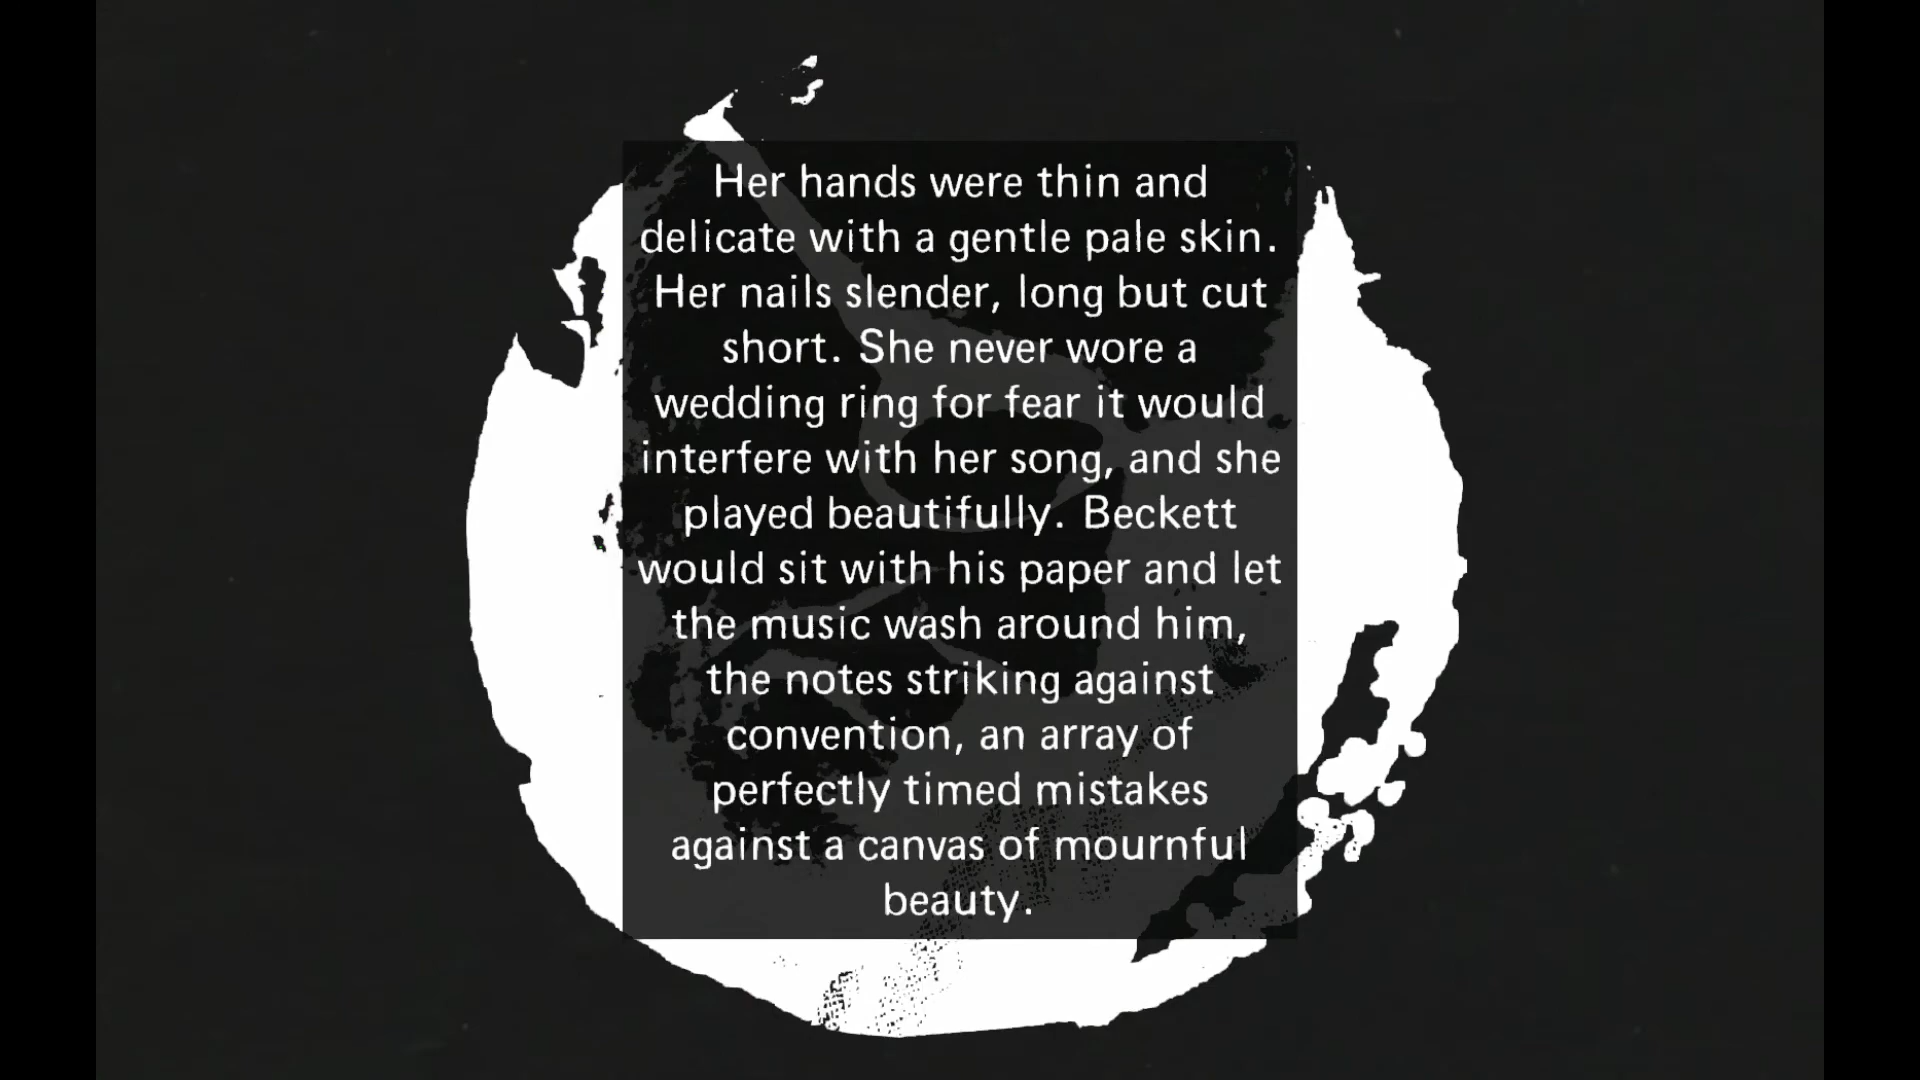 Her hands were thin and
delicate with a gentle pale skin.
Her nails slender, long but cut
short. She never wore a
wedding ring for fear it would
interfere with her song, and she
played beautifully. Beckett
would sit with his paper and let
the music wash around him,
the notes striking against
convention, an array of
perfectly timed mistakes
against a canvas of mournful
beauty.